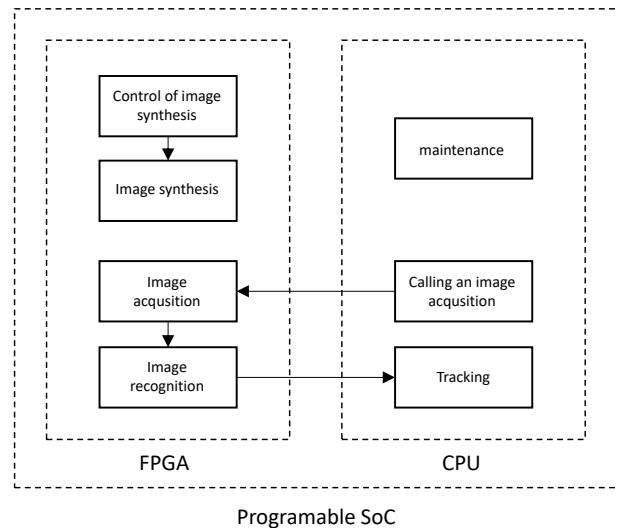 Control of image
synthesis
Image synthesis
maintenance
Image
acqusition
Calling an image
acqusition
Image
recognition
Tracking
FPGA
CPU
Programable SoC